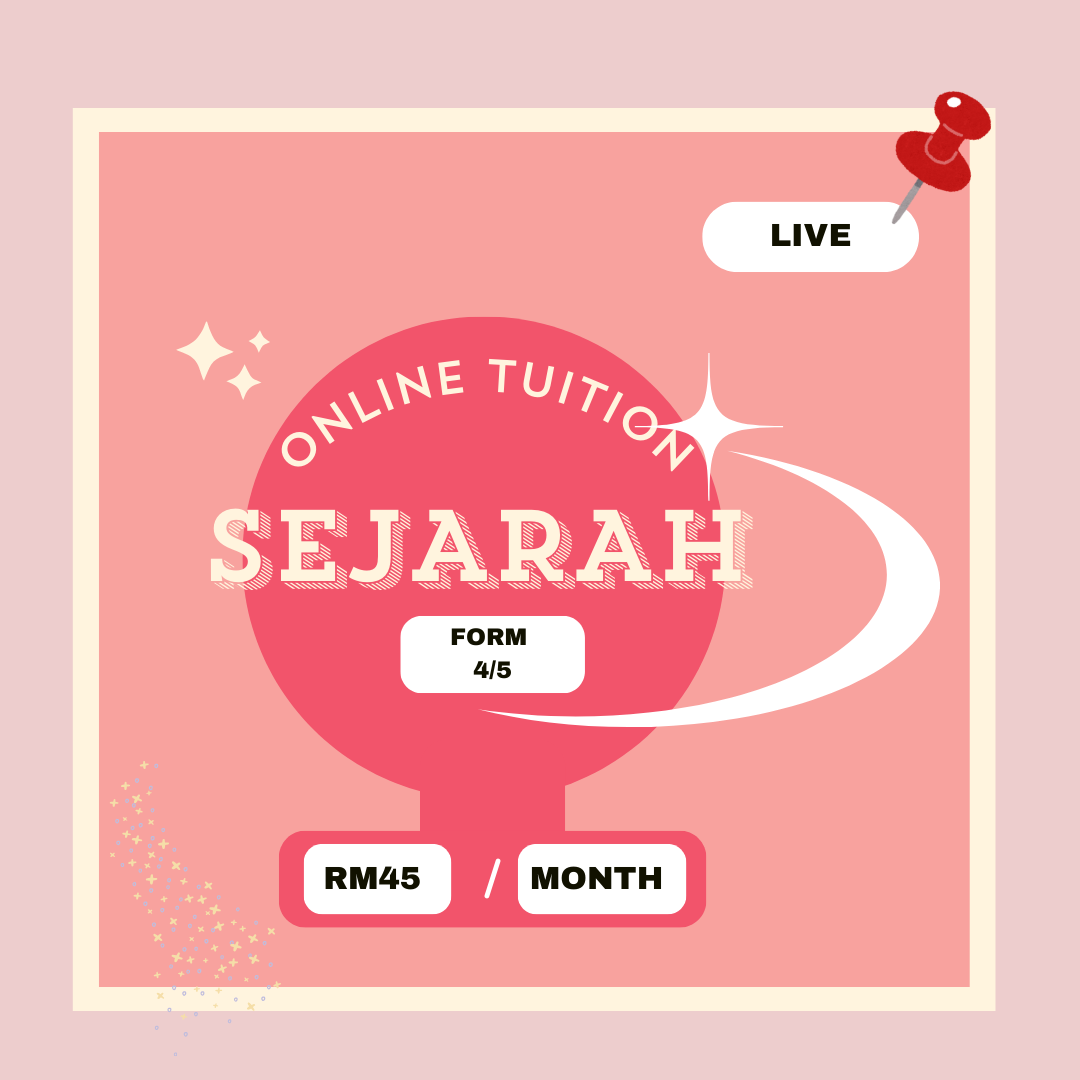 LIVE
ONLINE TUITION
SEJARAH
FORM
4/5
RM45 / MONTH